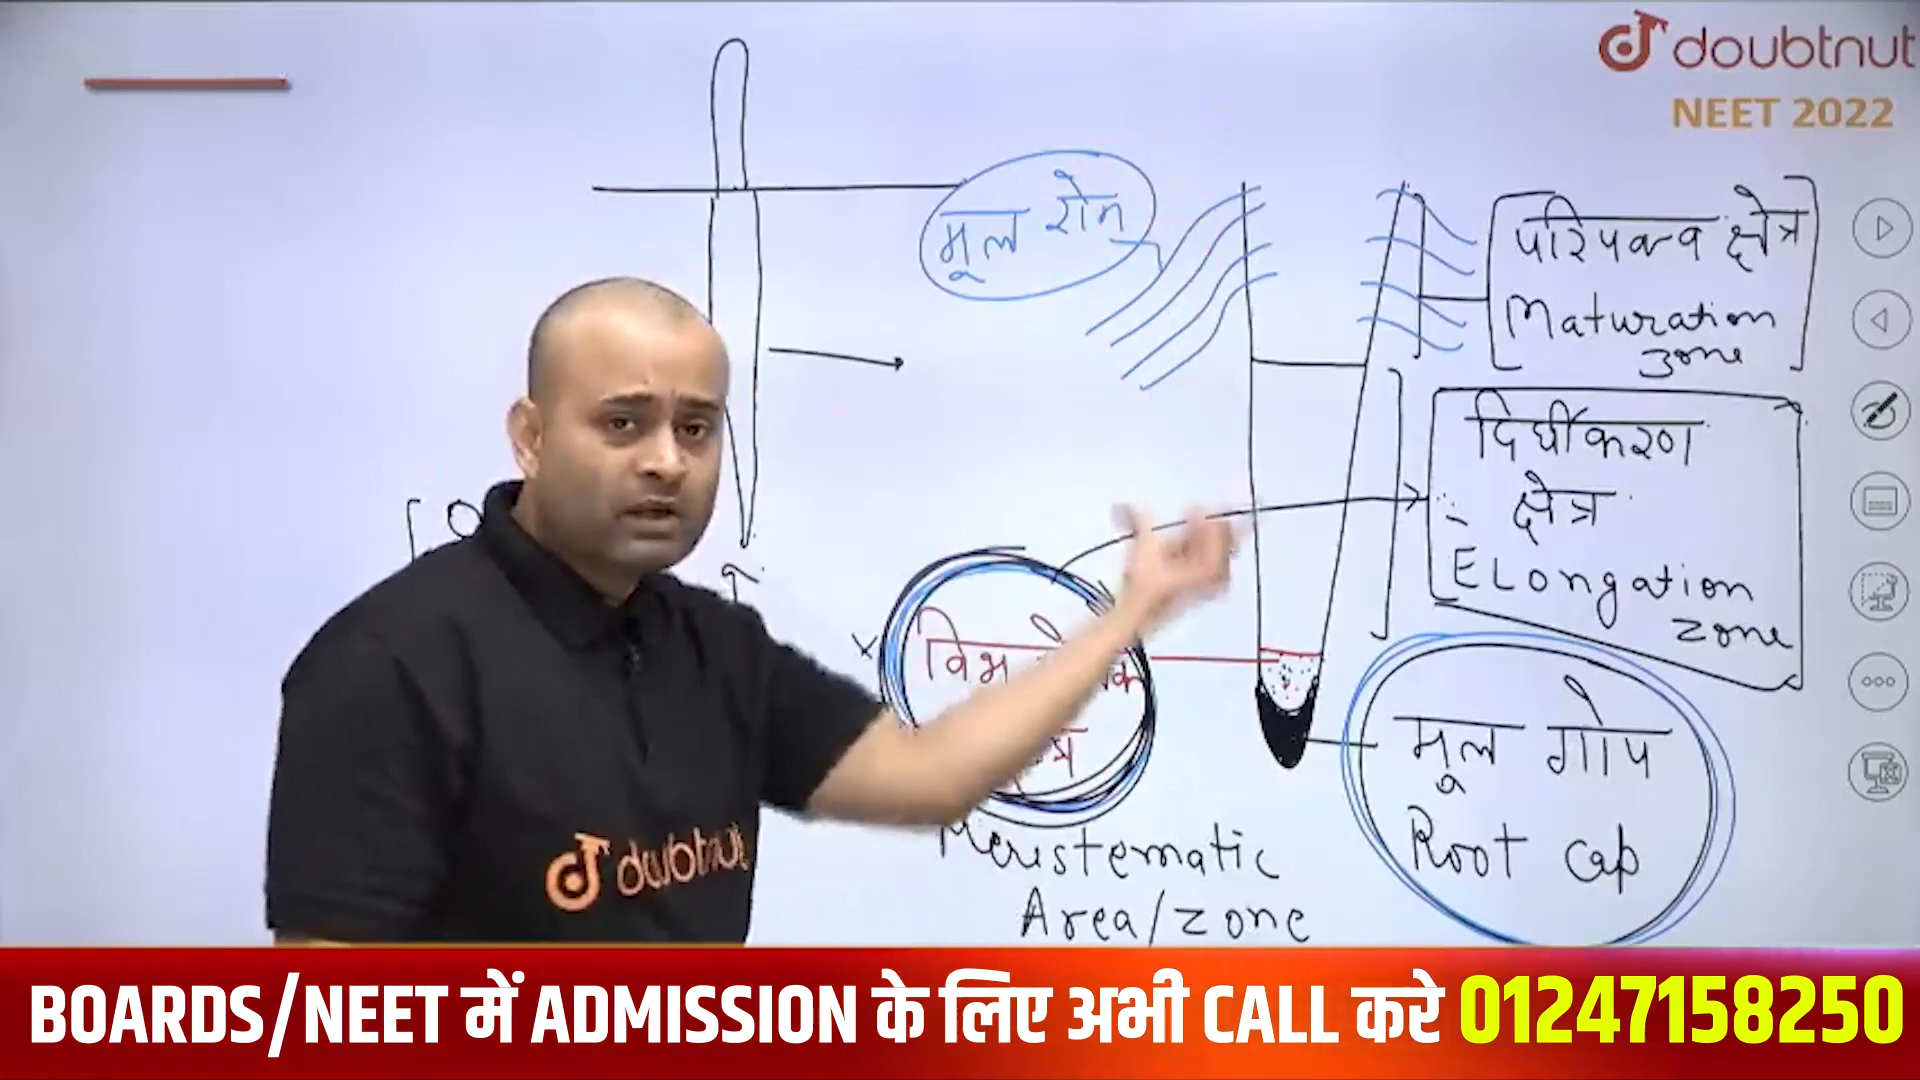 doubtnut
NEET 2022
मूल रोम
परिपक्व क्षेत्र
Maturation
zone
दिर्घीकरण
क्षेत्र
Elongation
zone
मूल गोप
Root cap
Meristematic
Area/zone
doubtnut
BOARDS/NEET में ADMISSION के लिए अभी CALL करे 01247158250